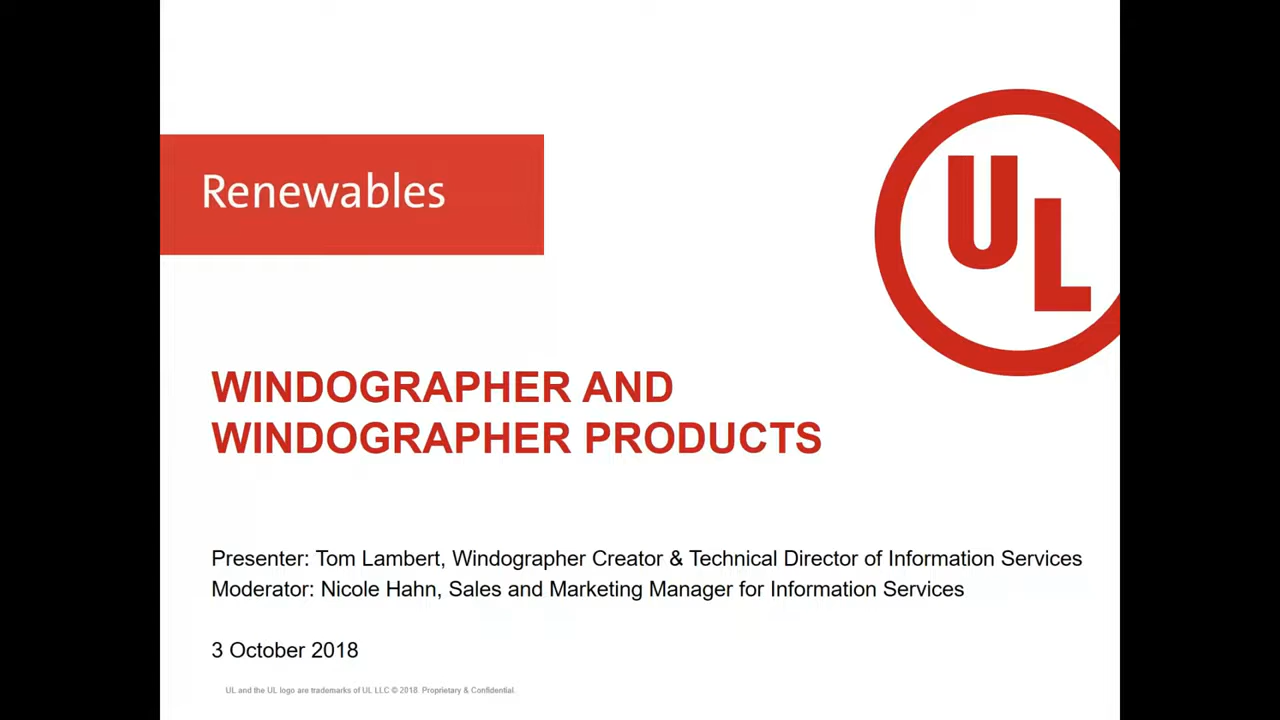 Renewables
UL
WINDOGRAPHER AND
WINDOGRAPHER PRODUCTS
Presenter: Tom Lambert, Windographer Creator & Technical Director of Information Services
Moderator: Nicole Hahn, Sales and Marketing Manager for Information Services
3 October 2018
UL and the UL logo are trademarks of UL LLC © 2018. Proprietary & Confidential.